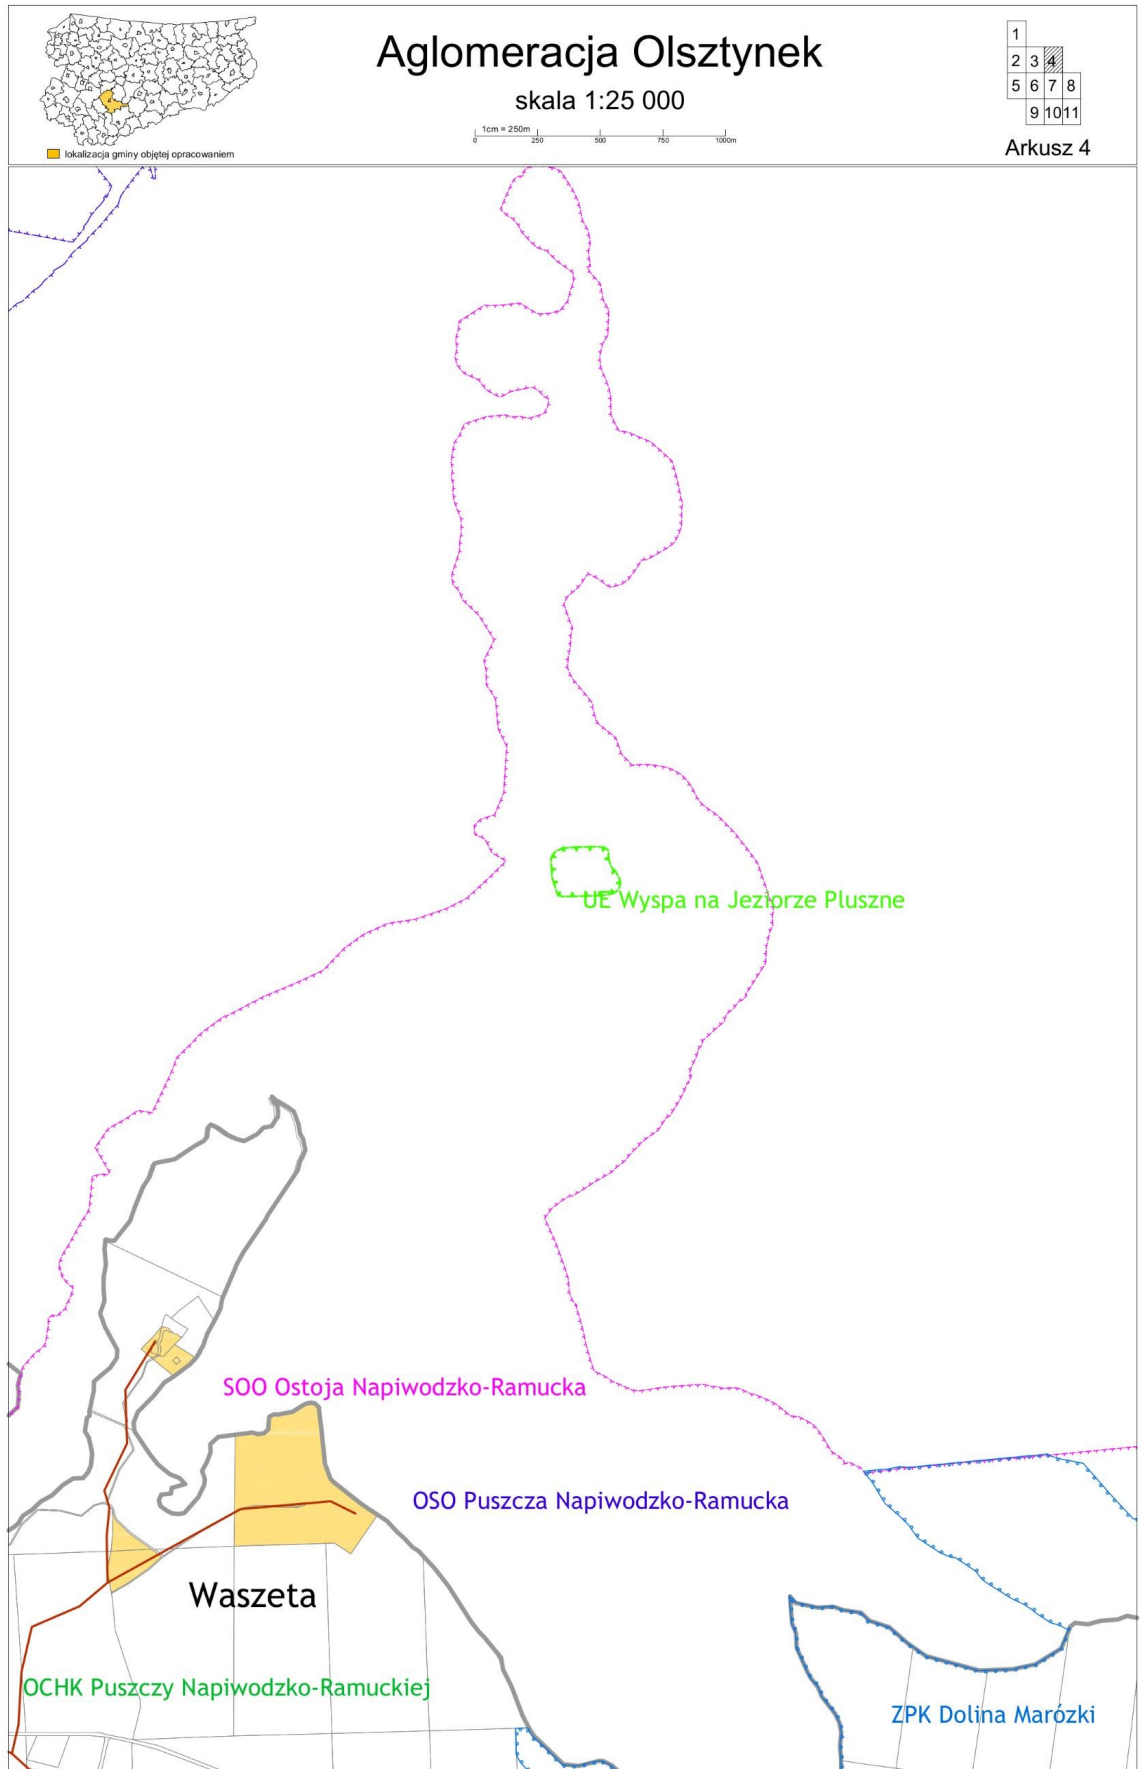 Aglomeracja Olsztynek
skala 1:25 000
1cm = 250m
0 250 500 750 1000m
lokalizacja gminy objętej opracowaniem
1
2 3 4
5 6 7 8
9 10 11
Arkusz 4
UE Wyspa na Jeziorze Pluszne
SOO Ostoja Napiwodzko-Ramucka
OSO Puszcza Napiwodzko-Ramucka
Waszeta
OCHK Puszczy Napiwodzko-Ramuckiej
ZPK Dolina Marózki